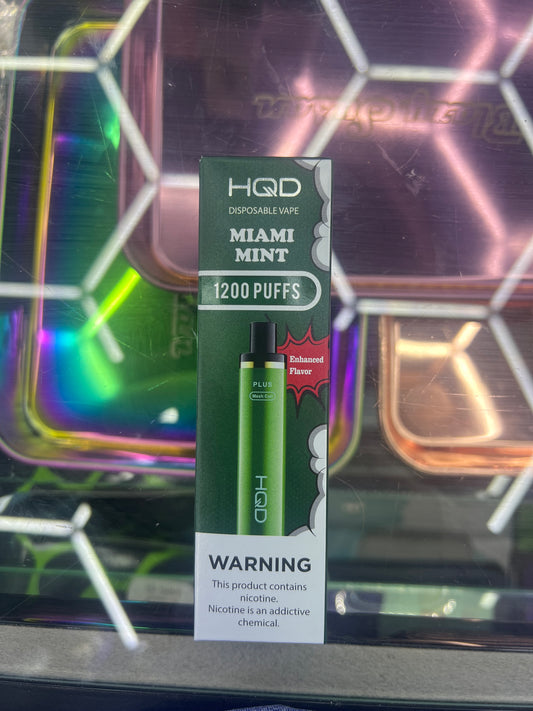 HQD
DISPOSABLE VAPE
MIAMI
MINT
1200 PUFFS
Enhanced
Flavor
PLUS
Mesh Coil
HQD
WARNING
This product contains
nicotine.
Nicotine is an addictive
chemical.